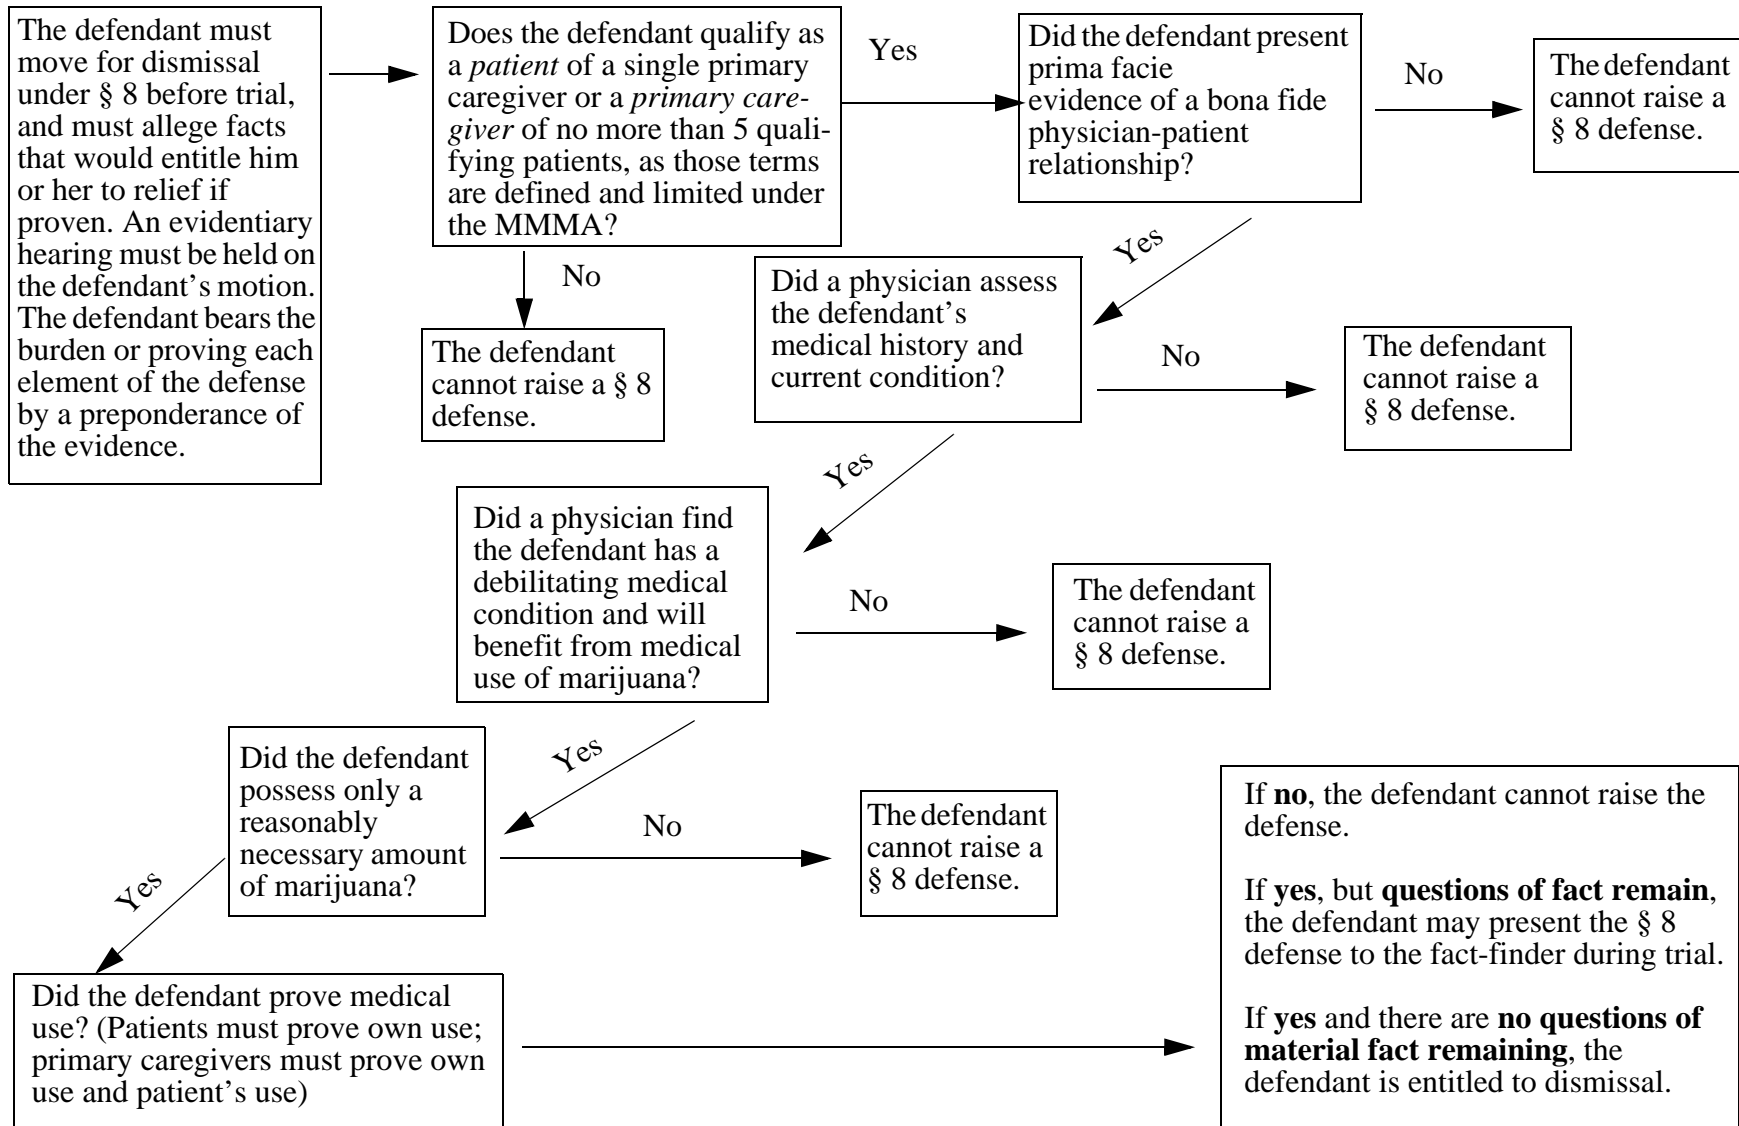 The defendant must
move for dismissal
under § 8 before trial,
and must allege facts
that would entitle him
or her to relief if
proven. An evidentiary
hearing must be held on
the defendant’s motion.
The defendant bears the
burden or proving each
element of the defense
by a preponderance of
the evidence.
Does the defendant qualify as
a patient of a single primary
caregiver or a primary care-
giver of no more than 5 quali-
fying patients, as those terms
are defined and limited under
the MMMA?
Yes
Did the defendant present
prima facie
evidence of a bona fide
physician-patient
relationship?
No
The defendant
cannot raise a
§ 8 defense.
No
The defendant
cannot raise a § 8
defense.
Yes
Did a physician assess
the defendant’s
medical history and
current condition?
No
The defendant
cannot raise a
§ 8 defense.
Yes
Did a physician find
the defendant has a
debilitating medical
condition and will
benefit from medical
use of marijuana?
No
The defendant
cannot raise a
§ 8 defense.
Yes
Did the defendant
possess only a
reasonably
necessary amount
of marijuana?
No
The defendant
cannot raise a
§ 8 defense.
Yes
Did the defendant prove medical
use? (Patients must prove own use;
primary caregivers must prove own
use and patient’s use)
If no, the defendant cannot raise the
defense.
If yes, but questions of fact remain,
the defendant may present the § 8
defense to the fact-finder during trial.
If yes and there are no questions of
material fact remaining, the
defendant is entitled to dismissal.